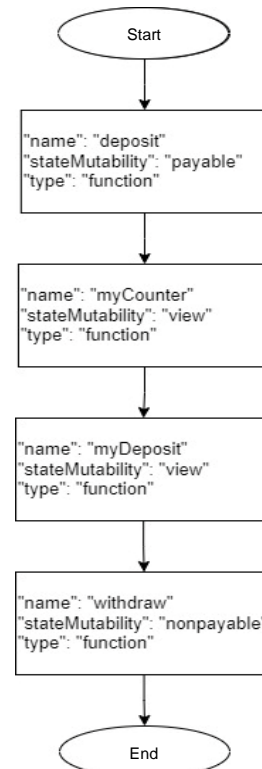 Start
"name": "deposit"
"stateMutability": "payable"
"type": "function"
"name": "myCounter"
"stateMutability": "view"
"type": "function"
"name": "myDeposit"
"stateMutability": "view"
"type": "function"
"name": "withdraw"
"stateMutability": "nonpayable"
"type": "function"
End